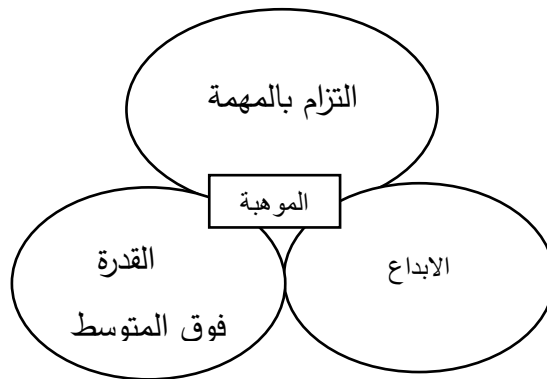 التزام بالمهمة
الموهبة
القدرة
فوق المتوسط
الابداع